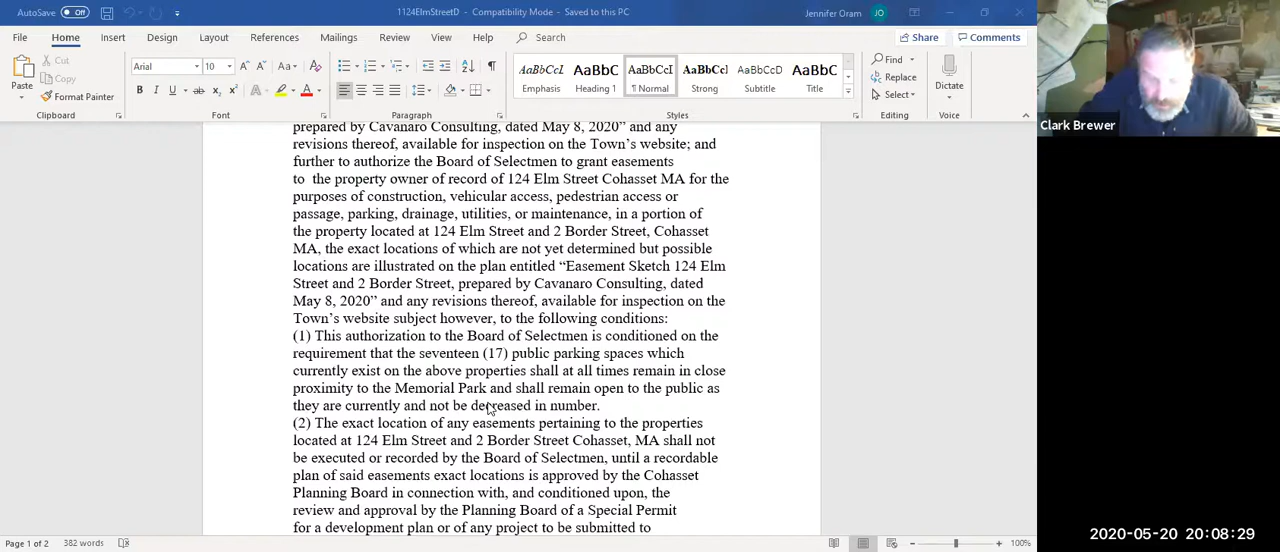 AutoSave Off 1124ElmStreetD - Compatibility Mode - Saved to this PC Jennifer Oram JO
File Home Insert Design Layout References Mailings Review View Help Search Share Comments
Cut
Copy
Format Painter
Paste
Clipboard
Arial 10 A A Aa A
B I U ab x₂ x² A A
Font
Paragraph
AaBbCcI AaBbC AaBbCcI AaBbCcI AaBbCcD AaBbC
Emphasis Heading 1 ¶ Normal Strong Subtitle Title
Styles
Find
Replace
Select
Editing
Dictate
Voice
Clark Brewer
prepared by Cavanaro Consulting, dated May 8, 2020” and any
revisions thereof, available for inspection on the Town’s website; and
further to authorize the Board of Selectmen to grant easements
to the property owner of record of 124 Elm Street Cohasset MA for the
purposes of construction, vehicular access, pedestrian access or
passage, parking, drainage, utilities, or maintenance, in a portion of
the property located at 124 Elm Street and 2 Border Street, Cohasset
MA, the exact locations of which are not yet determined but possible
locations are illustrated on the plan entitled “Easement Sketch 124 Elm
Street and 2 Border Street, prepared by Cavanaro Consulting, dated
May 8, 2020” and any revisions thereof, available for inspection on the
Town’s website subject however, to the following conditions:
(1) This authorization to the Board of Selectmen is conditioned on the
requirement that the seventeen (17) public parking spaces which
currently exist on the above properties shall at all times remain in close
proximity to the Memorial Park and shall remain open to the public as
they are currently and not be decreased in number.
(2) The exact location of any easements pertaining to the properties
located at 124 Elm Street and 2 Border Street Cohasset, MA shall not
be executed or recorded by the Board of Selectmen, until a recordable
plan of said easements exact locations is approved by the Cohasset
Planning Board in connection with, and conditioned upon, the
review and approval by the Planning Board of a Special Permit
for a development plan or of any project to be submitted to
Page 1 of 2 382 words 100%
2020-05-20 20:08:29